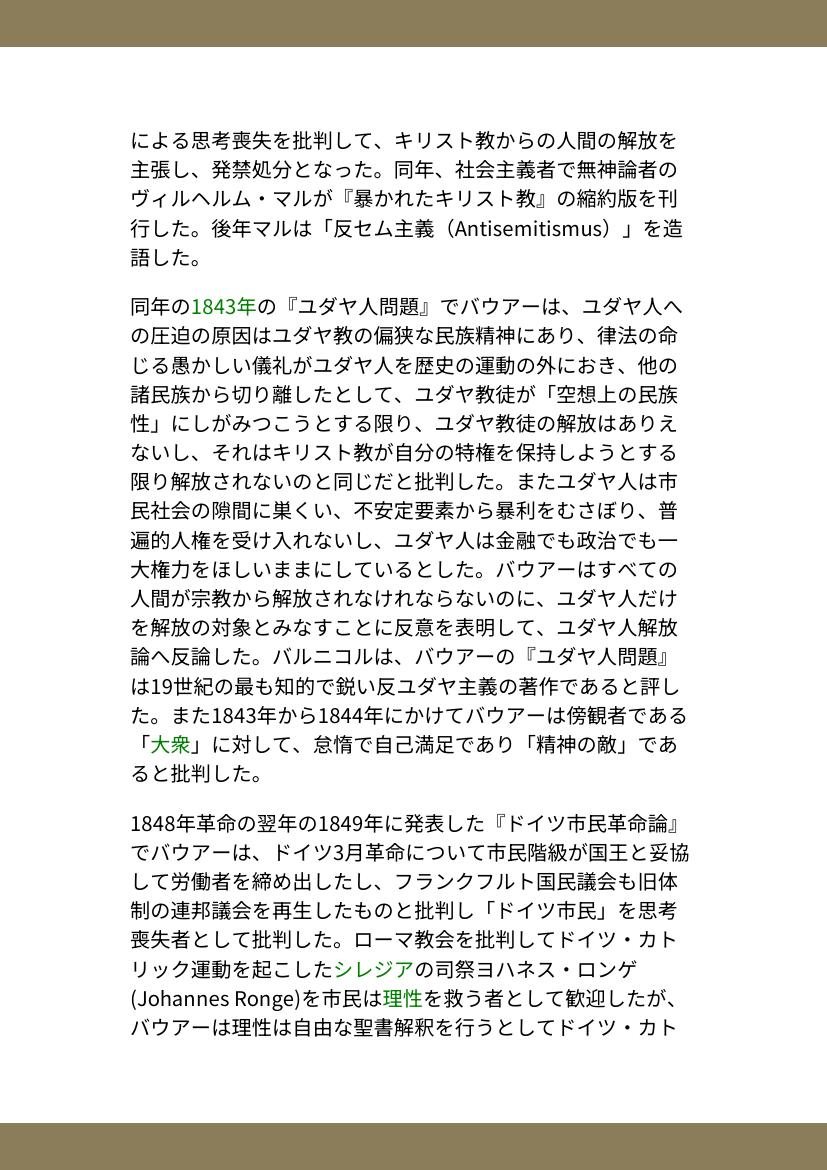 による思考喪失を批判して、キリスト教からの人間の解放を
主張し、発禁処分となった。同年、社会主義者で無神論者の
ヴィルヘルム・マルが『暴かれたキリスト教』の縮約版を刊
行した。後年マルは「反セム主義（Antisemitismus）」を造
語した。
同年の1843年の『ユダヤ人問題』でバウアーは、ユダヤ人へ
の圧迫の原因はユダヤ教の偏狭な民族精神にあり、律法の命
じる愚かしい儀礼がユダヤ人を歴史の運動の外におき、他の
諸民族から切り離したとして、ユダヤ教徒が「空想上の民族
性」にしがみつこうとする限り、ユダヤ教徒の解放はありえ
ないし、それはキリスト教が自分の特権を保持しようとする
限り解放されないのと同じだと批判した。またユダヤ人は市
民社会の隙間に巣くい、不安定要素から暴利をむさぼり、普
遍的人権を受け入れないし、ユダヤ人は金融でも政治でも一
大権力をほしいままにしているとした。バウアーはすべての
人間が宗教から解放されなけれならないのに、ユダヤ人だけ
を解放の対象とみなすことに反意を表明して、ユダヤ人解放
論へ反論した。バルニコルは、バウアーの『ユダヤ人問題』
は19世紀の最も知的で鋭い反ユダヤ主義の著作であると評し
た。また1843年から1844年にかけてバウアーは傍観者である
「大衆」に対して、怠惰で自己満足であり「精神の敵」であ
ると批判した。
1848年革命の翌年の1849年に発表した『ドイツ市民革命論』
でバウアーは、ドイツ3月革命について市民階級が国王と妥協
して労働者を締め出したし、フランクフルト国民議会も旧体
制の連邦議会を再生したものと批判し「ドイツ市民」を思考
喪失者として批判した。ローマ教会を批判してドイツ・カト
リック運動を起こしたシレジアの司祭ヨハネス・ロンゲ
(Johannes Ronge)を市民は理性を救う者として歓迎したが、
バウアーは理性は自由な聖書解釈を行うとしてドイツ・カト